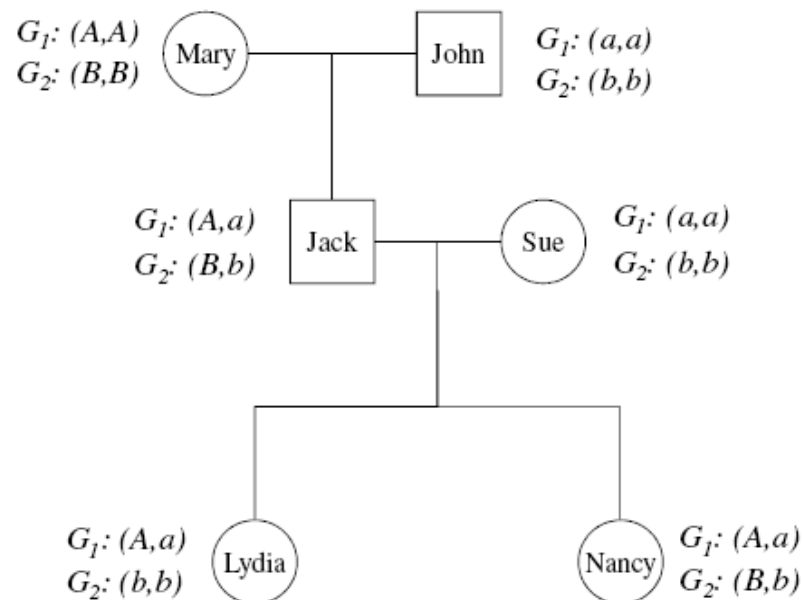 G1: (A,A)
G2: (B,B)
Mary
John
G1: (a,a)
G2: (b,b)
G1: (A,a)
G2: (B,b)
Jack
Sue
G1: (a,a)
G2: (b,b)
G1: (A,a)
G2: (b,b)
Lydia
Nancy
G1: (A,a)
G2: (B,b)